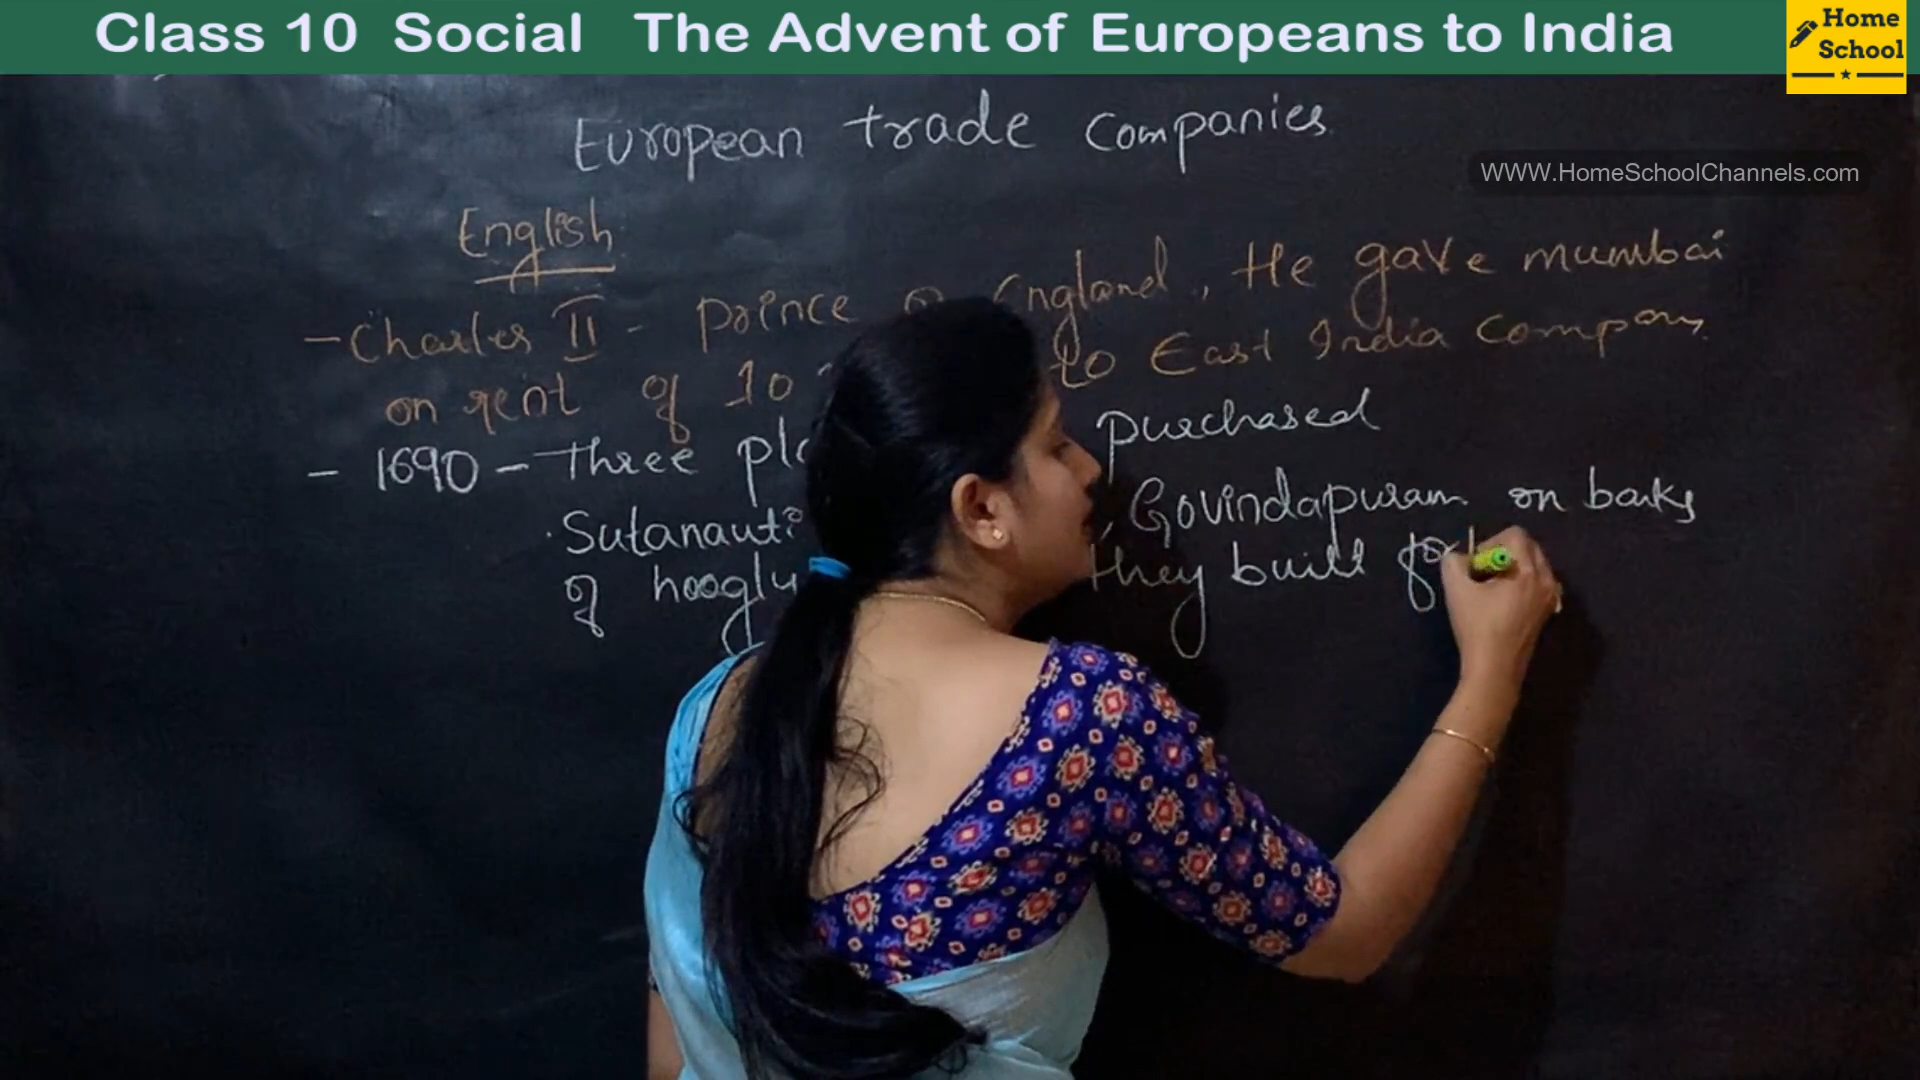 Class 10 Social The Advent of Europeans to India
Home
School
WWW.HomeSchoolChannels.com
European trade Companies
English
- Charles II - prince England, He gave mumbai
on rent of 10 to East India Company.
- 1690 - Three purchased
. Sutanauti , Govindapuram on banks
of hoogly they built